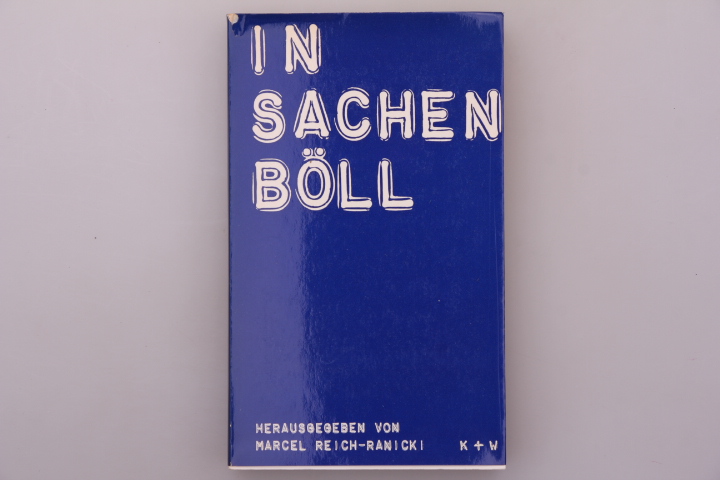 IN
SACHEN
BÖLL
HERAUSGEGEBEN VON
MARCEL REICH-RANICKI K+W